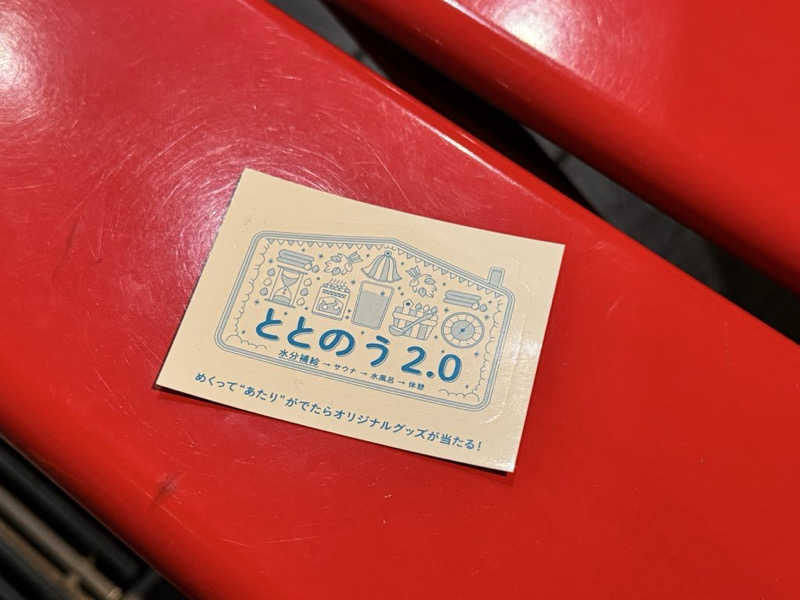 ととのう2.0
水分補給→サウナ→水風呂→休憩
めくって“あたり”がでたらオリジナルグッズが当たる！